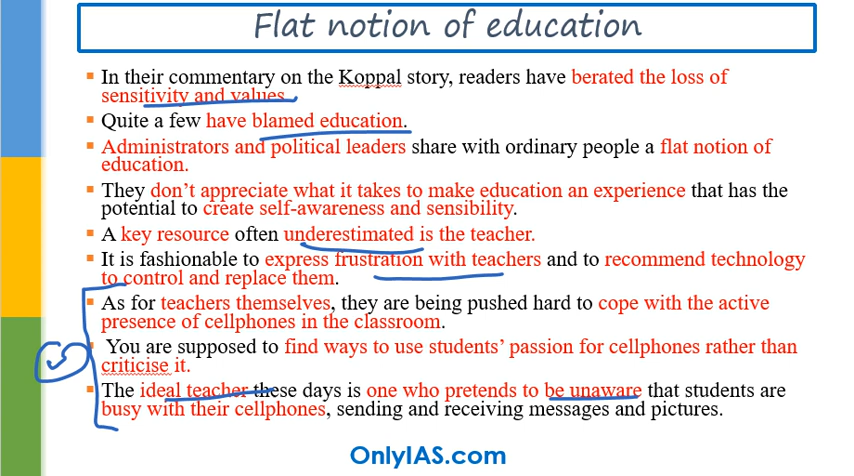 Flat notion of education
▪ In their commentary on the Koppal story, readers have berated the loss of
sensitivity and values.
▪ Quite a few have blamed education.
▪ Administrators and political leaders share with ordinary people a flat notion of
education.
▪ They don't appreciate what it takes to make education an experience that has the
potential to create self-awareness and sensibility.
▪ A key resource often underestimated is the teacher.
▪ It is fashionable to express frustration with teachers and to recommend technology
to control and replace them.
▪ As for teachers themselves, they are being pushed hard to cope with the active
presence of cellphones in the classroom.
▪ You are supposed to find ways to use students' passion for cellphones rather than
criticise it.
▪ The ideal teacher these days is one who pretends to be unaware that students are
busy with their cellphones, sending and receiving messages and pictures.
OnlyIAS.com